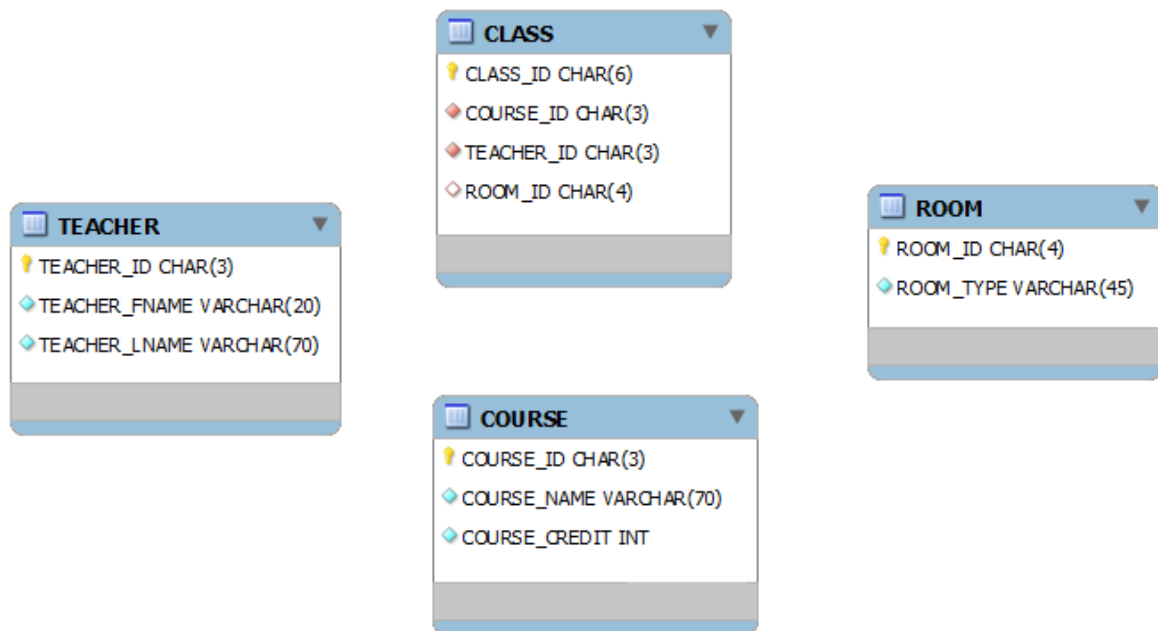 CLASS
CLASS_ID CHAR(6)
COURSE_ID CHAR(3)
TEACHER_ID CHAR(3)
ROOM_ID CHAR(4)
TEACHER
TEACHER_ID CHAR(3)
TEACHER_FNAME VARCHAR(20)
TEACHER_LNAME VARCHAR(70)
ROOM
ROOM_ID CHAR(4)
ROOM_TYPE VARCHAR(45)
COURSE
COURSE_ID CHAR(3)
COURSE_NAME VARCHAR(70)
COURSE_CREDIT INT